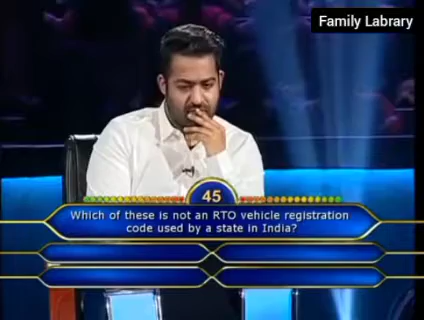 Family Labrary
45
Which of these is not an RTO vehicle registration
code used by a state in India?